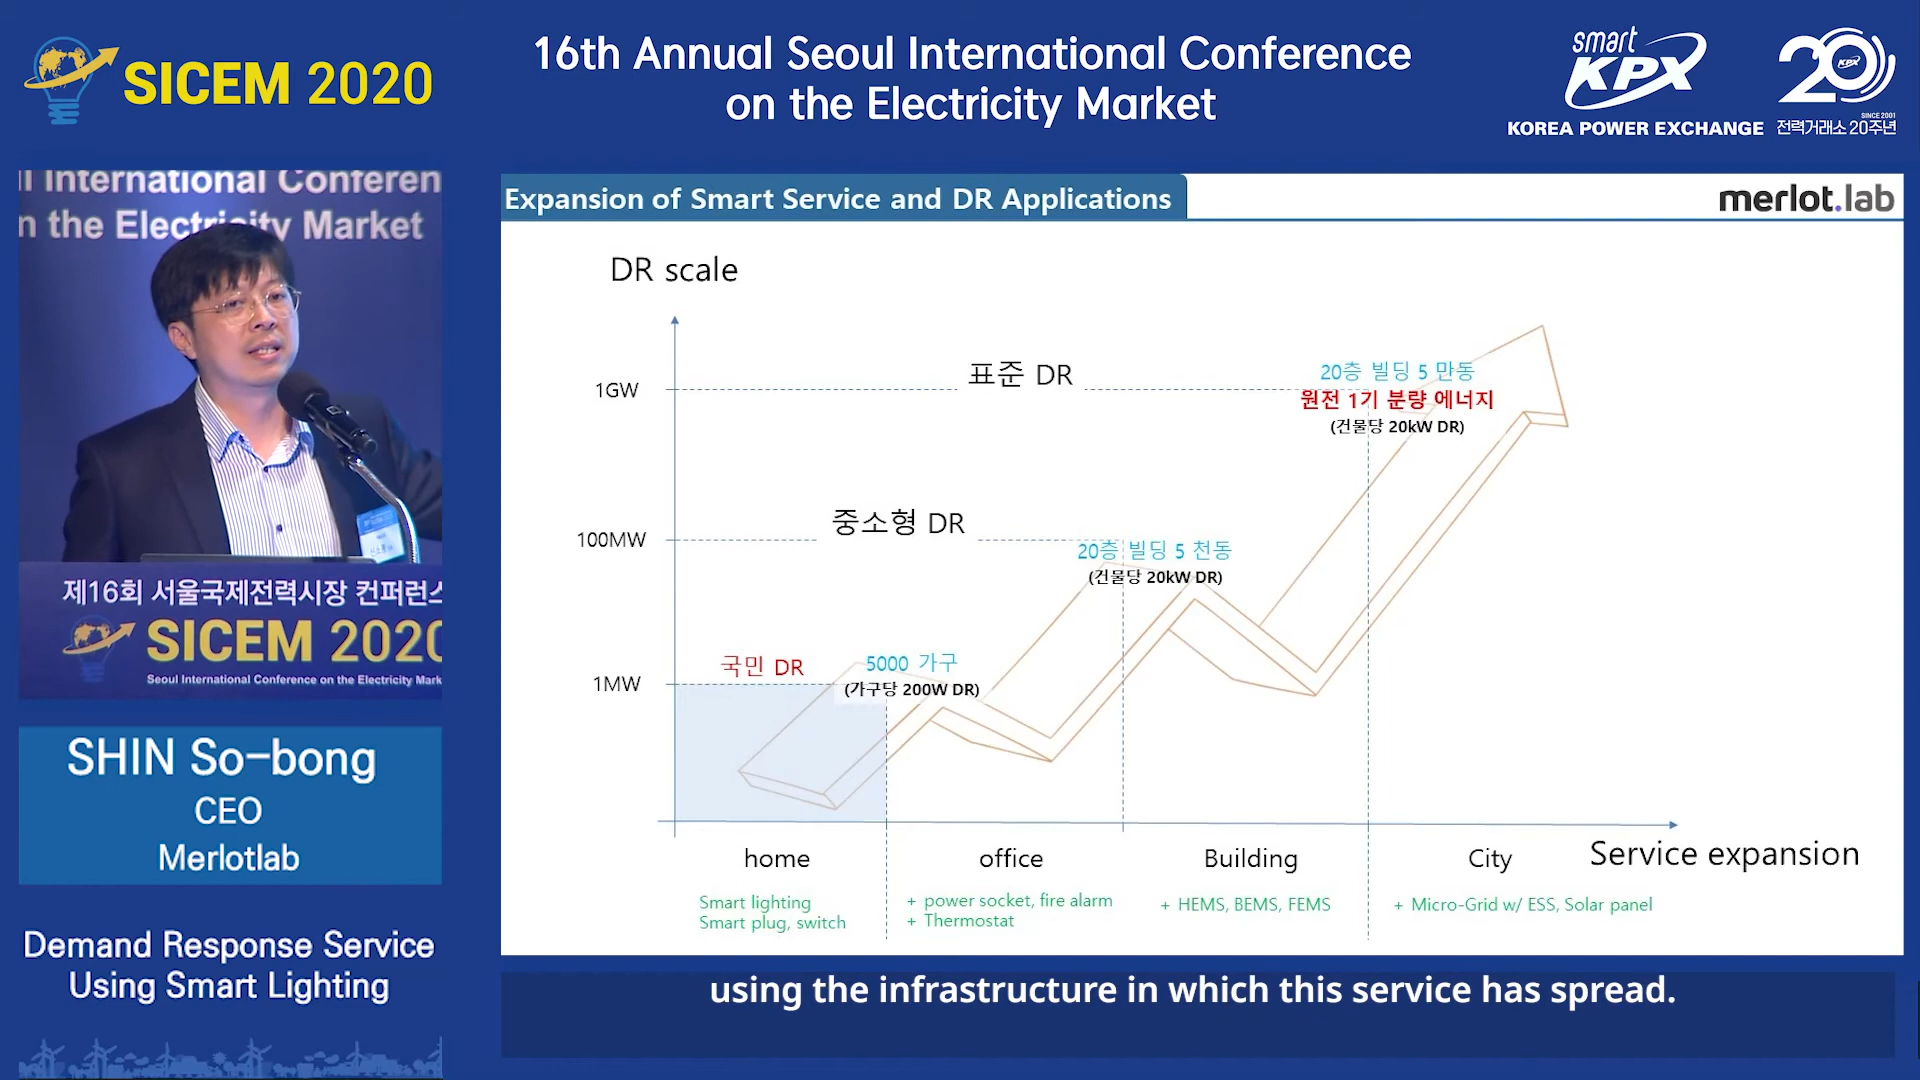 SICEM 2020
16th Annual Seoul International Conference
on the Electricity Market
smart
KPX
KOREA POWER EXCHANGE
20
KPX
SINCE 2001
전력거래소 20주년
l International Conferen
n the Electricity Market
제16회 서울국제전력시장 컨퍼런스
SICEM 2020
Seoul International Conference on the Electricity Mark
SHIN So-bong
CEO
Merlotlab
Demand Response Service
Using Smart Lighting
Expansion of Smart Service and DR Applications
merlot.lab
DR scale
1GW
표준 DR
20층 빌딩 5 만동
원전 1기 분량 에너지
(건물당 20kW DR)
100MW
중소형 DR
20층 빌딩 5 천동
(건물당 20kW DR)
1MW
국민 DR
5000 가구
(가구당 200W DR)
home
office
Building
City
Service expansion
Smart lighting
Smart plug, switch
+ power socket, fire alarm
+ Thermostat
+ HEMS, BEMS, FEMS
+ Micro-Grid w/ ESS, Solar panel
using the infrastructure in which this service has spread.